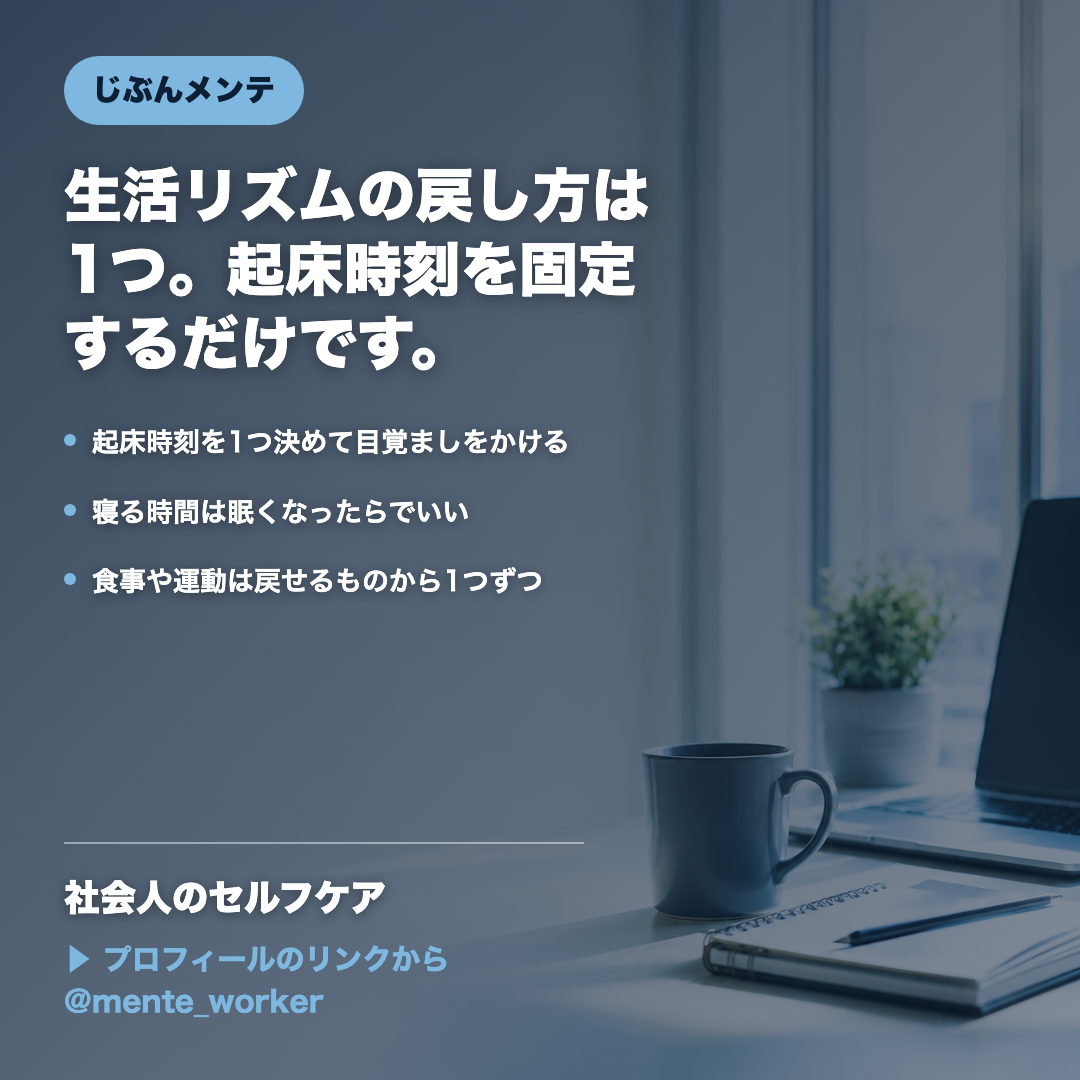 じぶんメンテ
生活リズムの戻し方は
1つ。起床時刻を固定
するだけです。
起床時刻を1つ決めて目覚ましをかける
寝る時間は眠くなったらでいい
食事や運動は戻せるものから1つずつ
社会人のセルフケア
▶ プロフィールのリンクから
@mente_worker